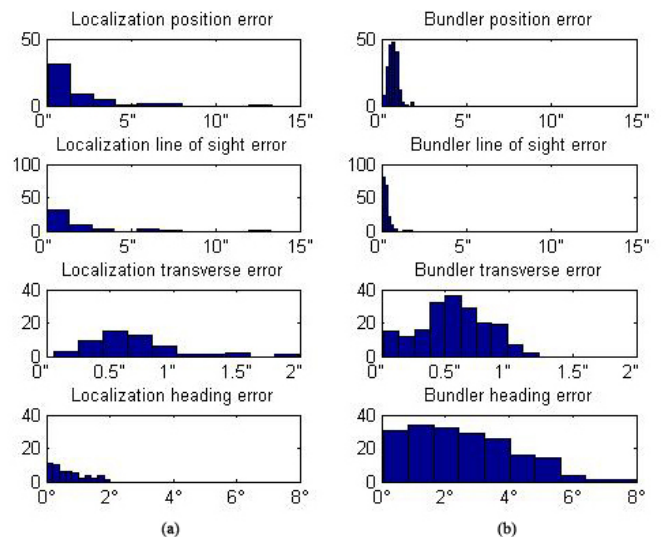 Localization position error
50
0
0" 5" 10" 15"
Localization line of sight error
100
50
0
0" 5" 10" 15"
Localization transverse error
40
20
0
0" 0.5" 1" 1.5" 2"
Localization heading error
40
20
0
0° 2° 4° 6° 8°
(a)
Bundler position error
50
0
0" 5" 10" 15"
Bundler line of sight error
100
50
0
0" 5" 10" 15"
Bundler transverse error
40
20
0
0" 0.5" 1" 1.5" 2"
Bundler heading error
40
20
0
0° 2° 4° 6° 8°
(b)